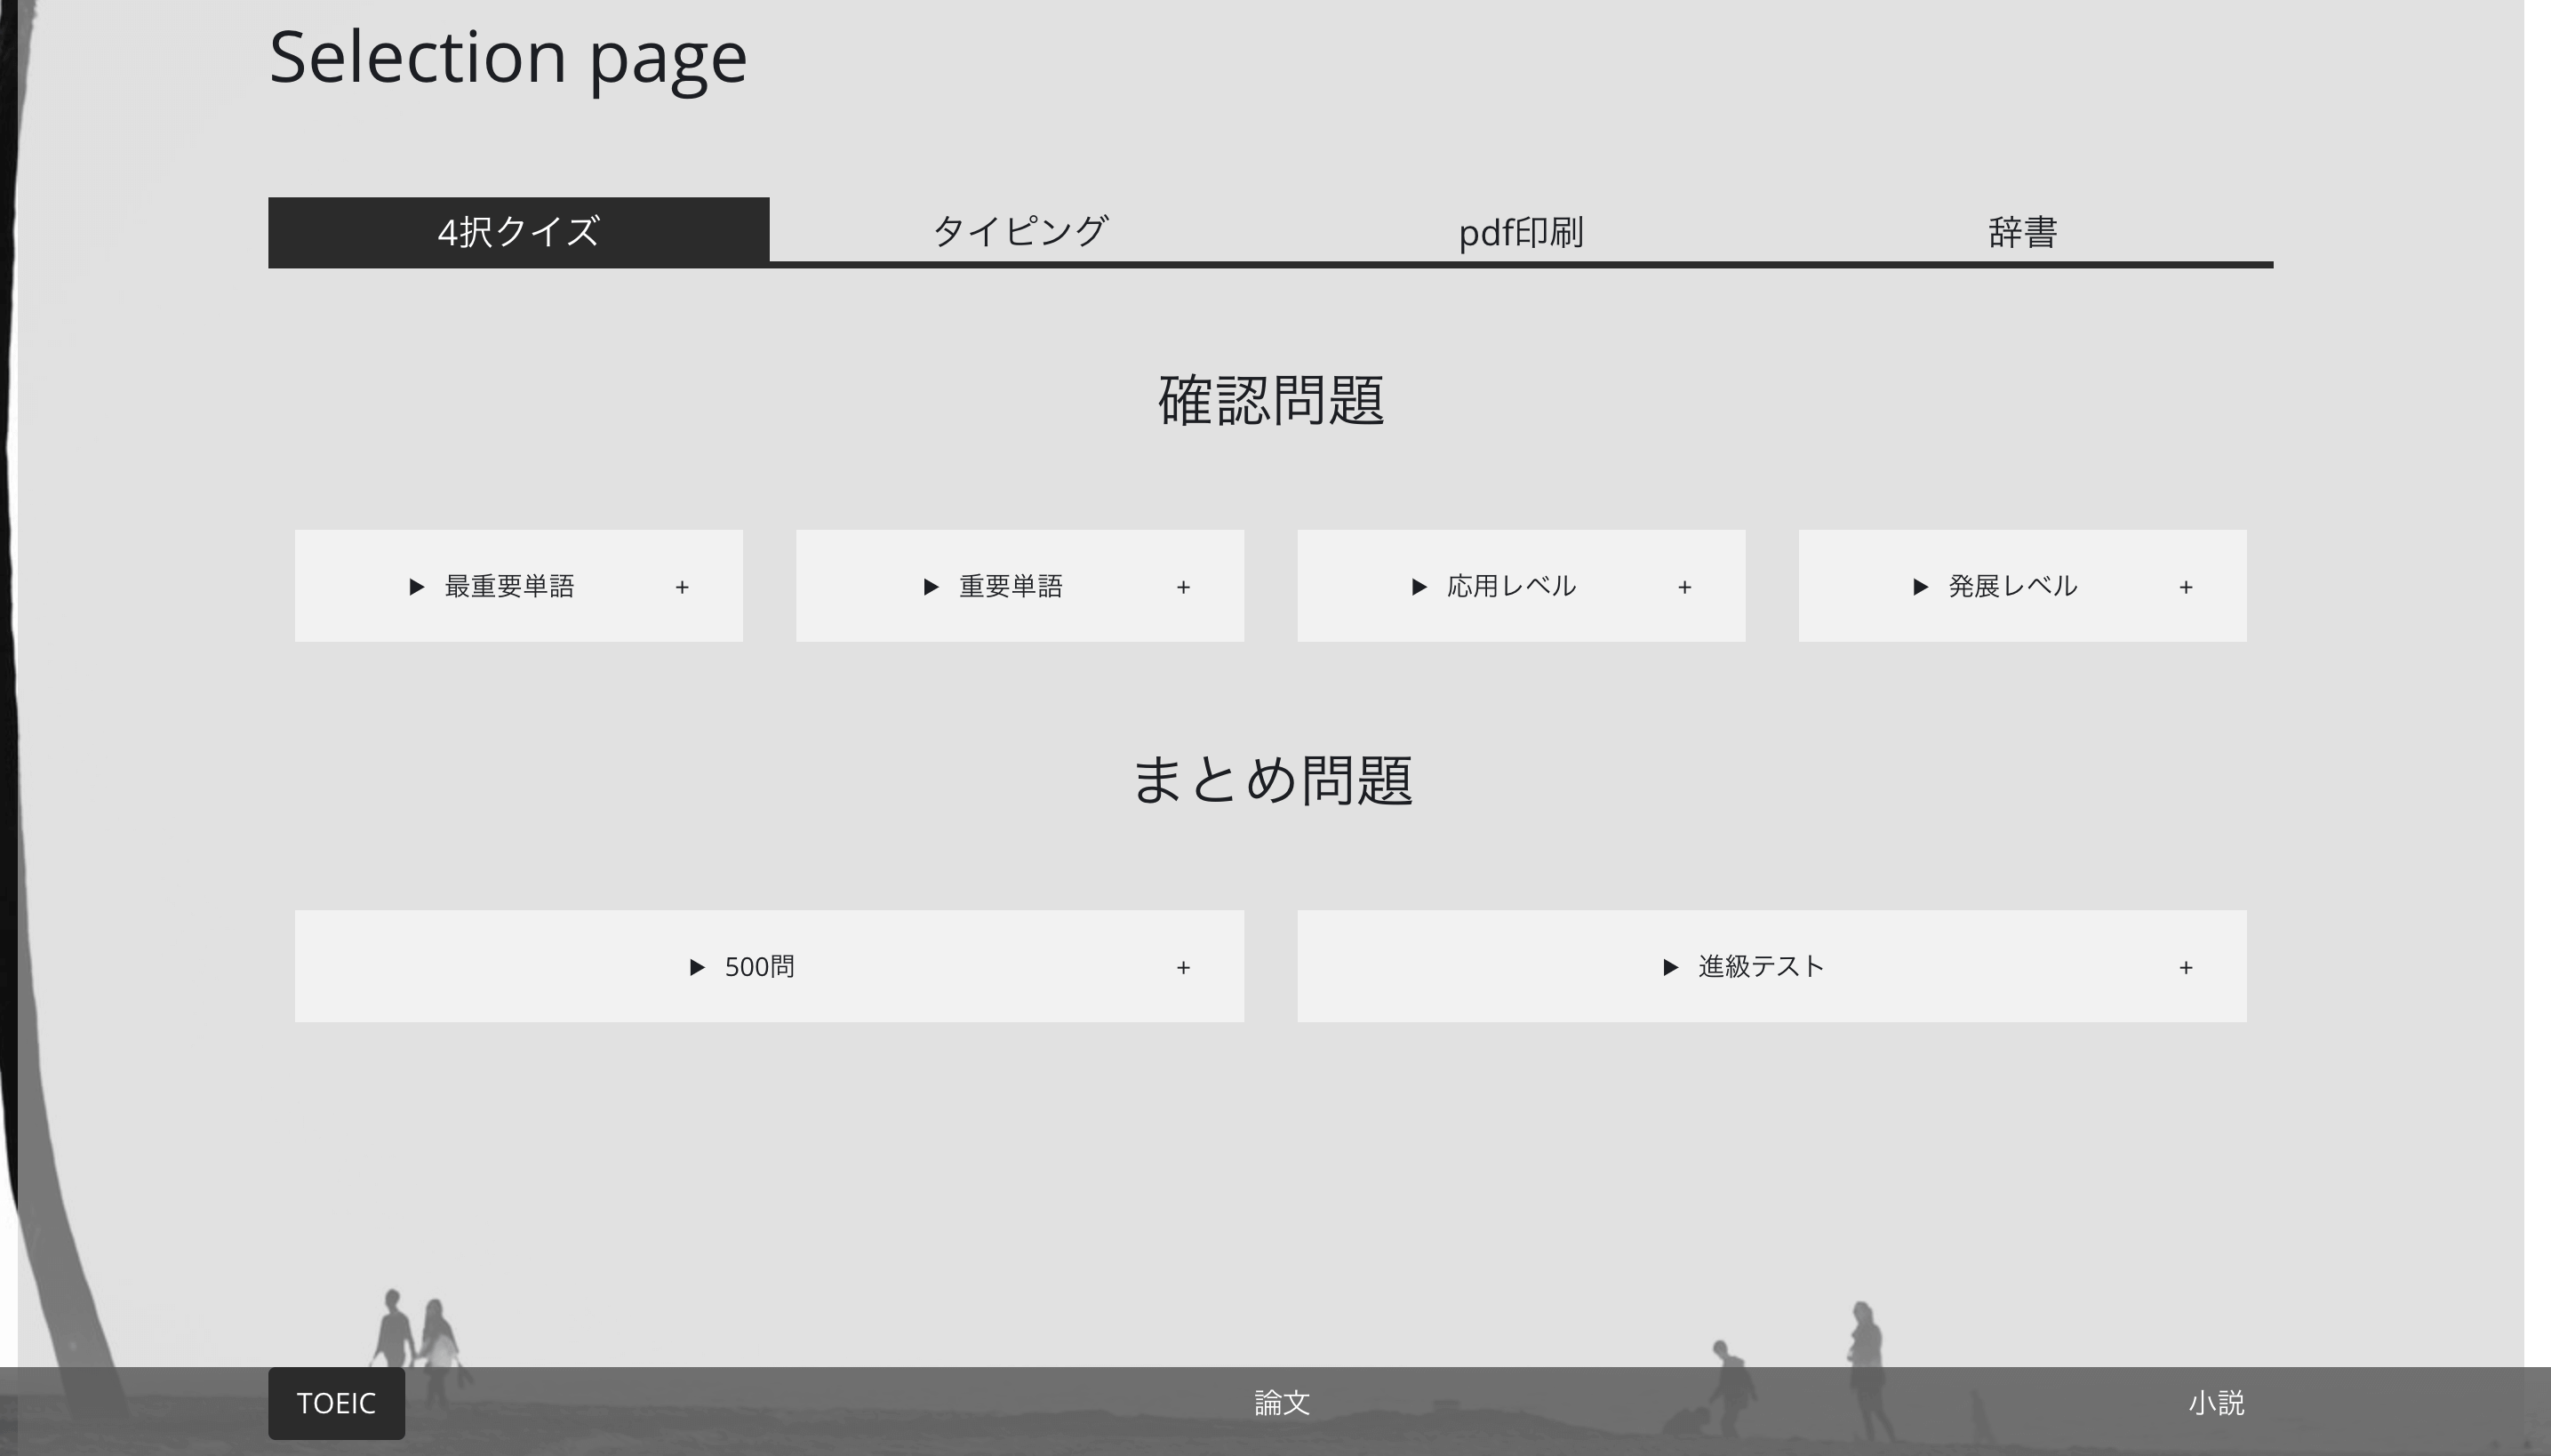 Selection page
4択クイズ タイピング pdf印刷 辞書
確認問題
▶ 最重要単語 + ▶ 重要単語 + ▶ 応用レベル + ▶ 発展レベル +
まとめ問題
▶ 500問 + ▶ 進級テスト +
TOEIC 論文 小説